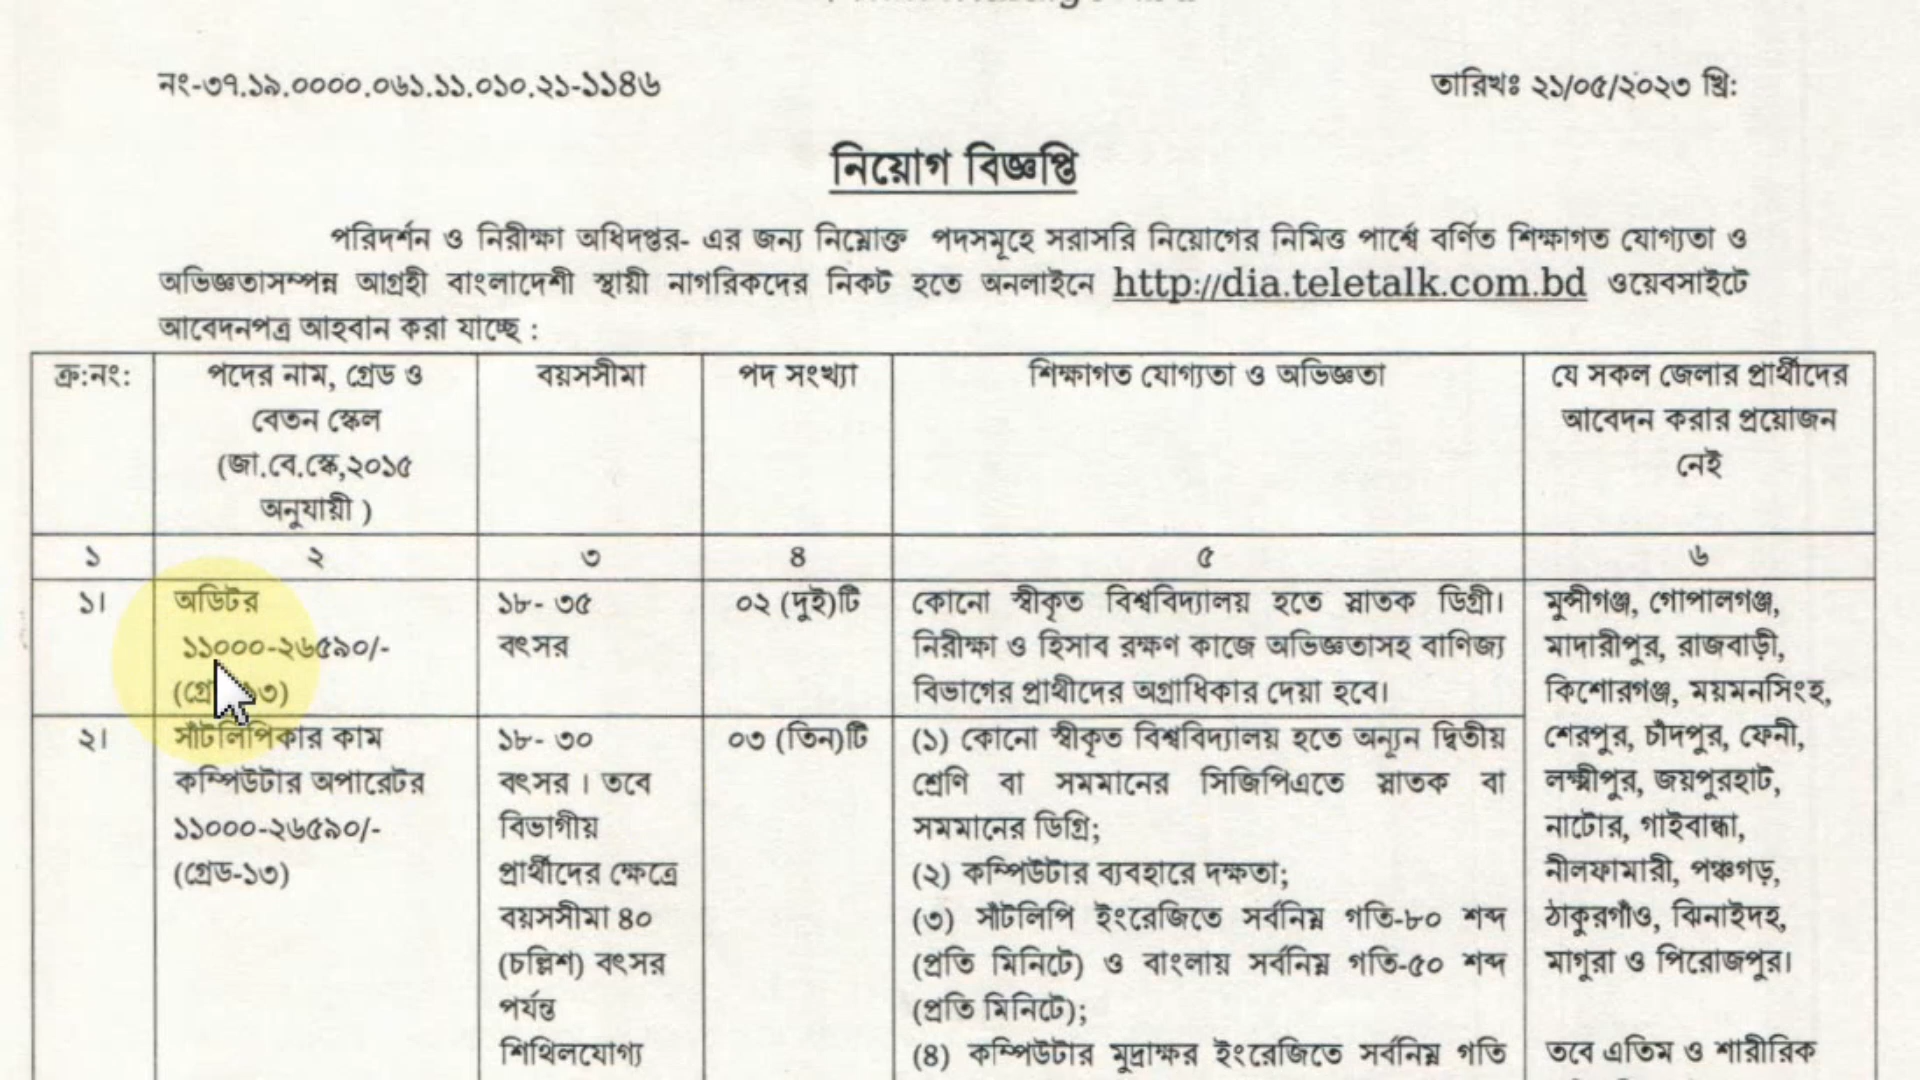 নং-৩৭.১৯.০০০০.০৬১.১১.০১০.২১-১১৪৬
তারিখঃ ২১/০৫/২০২৩ খ্রি:
নিয়োগ বিজ্ঞপ্তি
পরিদর্শন ও নিরীক্ষা অধিদপ্তর- এর জন্য নিম্নোক্ত পদসমূহে সরাসরি নিয়োগের নিমিত্ত পার্শ্বে বর্ণিত শিক্ষাগত যোগ্যতা ও
অভিজ্ঞতাসম্পন্ন আগ্রহী বাংলাদেশী স্থায়ী নাগরিকদের নিকট হতে অনলাইনে http://dia.teletalk.com.bd ওয়েবসাইটে
আবেদনপত্র আহবান করা যাচ্ছে :
ক্র:নং:
পদের নাম, গ্রেড ও
বেতন স্কেল
(জা.বে.স্কে,২০১৫
অনুযায়ী )
বয়সসীমা
পদ সংখ্যা
শিক্ষাগত যোগ্যতা ও অভিজ্ঞতা
যে সকল জেলার প্রার্থীদের
আবেদন করার প্রয়োজন
নেই
১
২
৩
৪
৫
৬
১।
অডিটর
১১০০০-২৬৫৯০/-
১৮- ৩৫
বৎসর
০২ (দুই)টি
কোনো স্বীকৃত বিশ্ববিদ্যালয় হতে স্নাতক ডিগ্রী।
নিরীক্ষা ও হিসাব রক্ষণ কাজে অভিজ্ঞতাসহ বাণিজ্য
বিভাগের প্রার্থীদের অগ্রাধিকার দেয়া হবে।
২।
সাঁটলিপিকার কাম
কম্পিউটার অপারেটর
১১০০০-২৬৫৯০/-
(গ্রেড-১৩)
১৮- ৩০
বৎসর । তবে
বিভাগীয়
প্রার্থীদের ক্ষেত্রে
বয়সসীমা ৪০
(চল্লিশ) বৎসর
পর্যন্ত
শিথিলযোগ্য
০৩ (তিন)টি
(১) কোনো স্বীকৃত বিশ্ববিদ্যালয় হতে অন্যূন দ্বিতীয়
শ্রেণি বা সমমানের সিজিপিএতে স্নাতক বা
সমমানের ডিগ্রি;
(২) কম্পিউটার ব্যবহারে দক্ষতা;
(৩) সাঁটলিপি ইংরেজিতে সর্বনিম্ন গতি-৮০ শব্দ
(প্রতি মিনিটে) ও বাংলায় সর্বনিম্ন গতি-৫০ শব্দ
(প্রতি মিনিটে);
(৪) কম্পিউটার মুদ্রাক্ষর ইংরেজিতে সর্বনিম্ন গতি
মুন্সীগঞ্জ, গোপালগঞ্জ,
মাদারীপুর, রাজবাড়ী,
কিশোরগঞ্জ, ময়মনসিংহ,
শেরপুর, চাঁদপুর, ফেনী,
লক্ষ্মীপুর, জয়পুরহাট,
নাটোর, গাইবান্ধা,
নীলফামারী, পঞ্চগড়,
ঠাকুরগাঁও, ঝিনাইদহ,
মাগুরা ও পিরোজপুর।
তবে এতিম ও শারীরিক